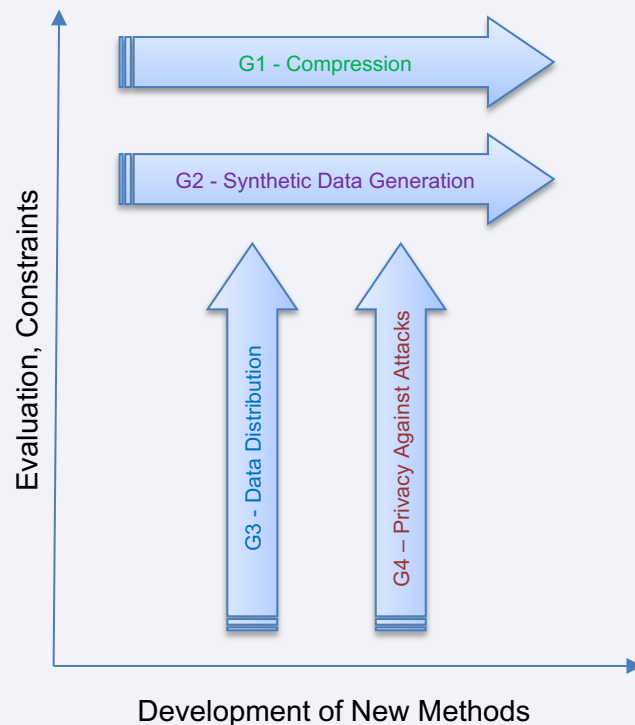 G1 - Compression
G2 - Synthetic Data Generation
Evaluation, Constraints
G3 - Data Distribution
G4 – Privacy Against Attacks
Development of New Methods